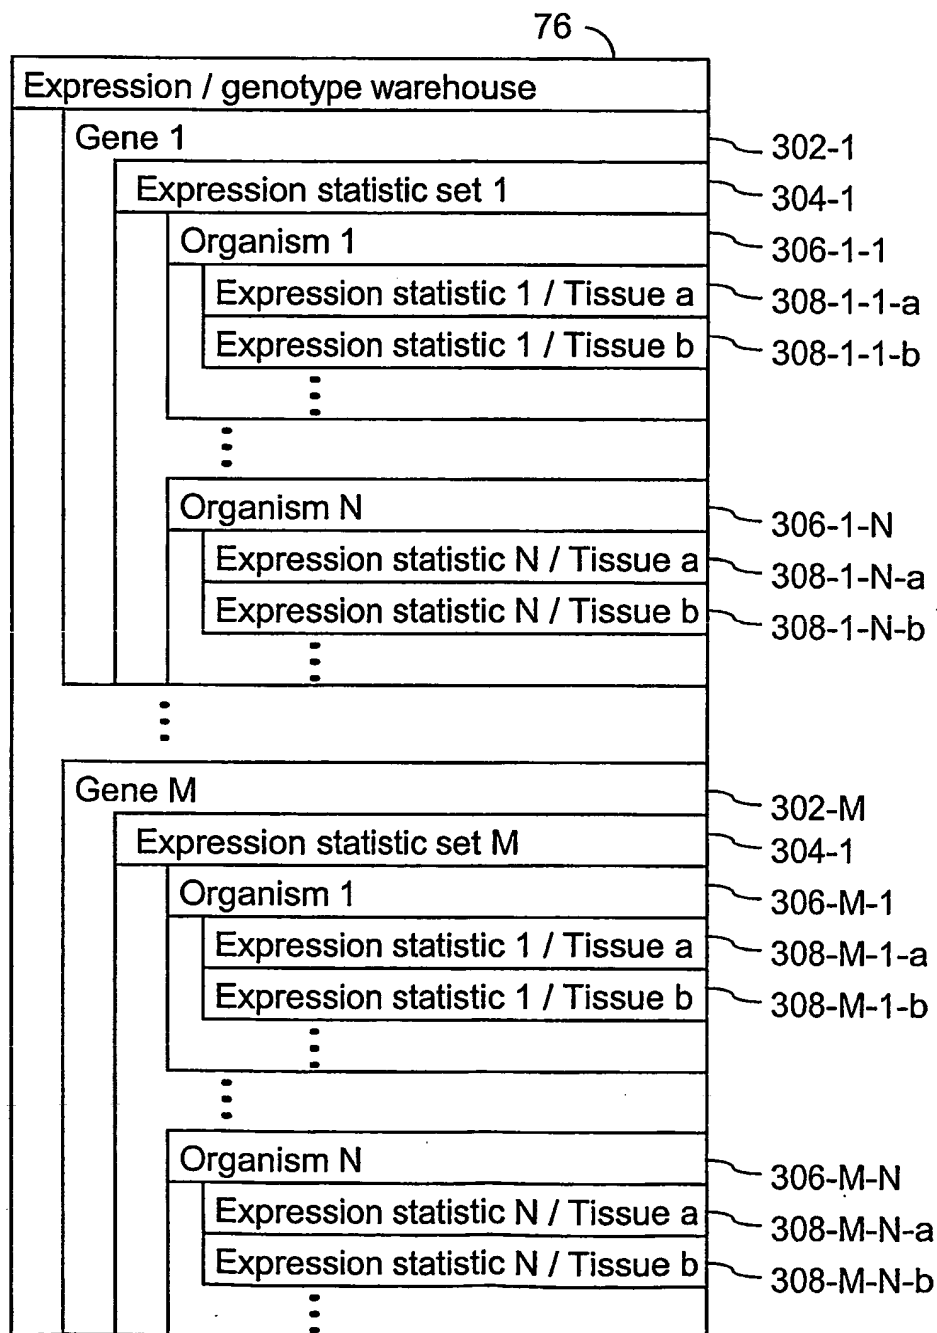 76
Expression / genotype warehouse
Gene 1
302-1
Expression statistic set 1
304-1
Organism 1
306-1-1
Expression statistic 1 / Tissue a
308-1-1-a
Expression statistic 1 / Tissue b
308-1-1-b
Organism N
306-1-N
Expression statistic N / Tissue a
308-1-N-a
Expression statistic N / Tissue b
308-1-N-b
Gene M
302-M
Expression statistic set M
304-1
Organism 1
306-M-1
Expression statistic 1 / Tissue a
308-M-1-a
Expression statistic 1 / Tissue b
308-M-1-b
Organism N
306-M-N
Expression statistic N / Tissue a
308-M-N-a
Expression statistic N / Tissue b
308-M-N-b